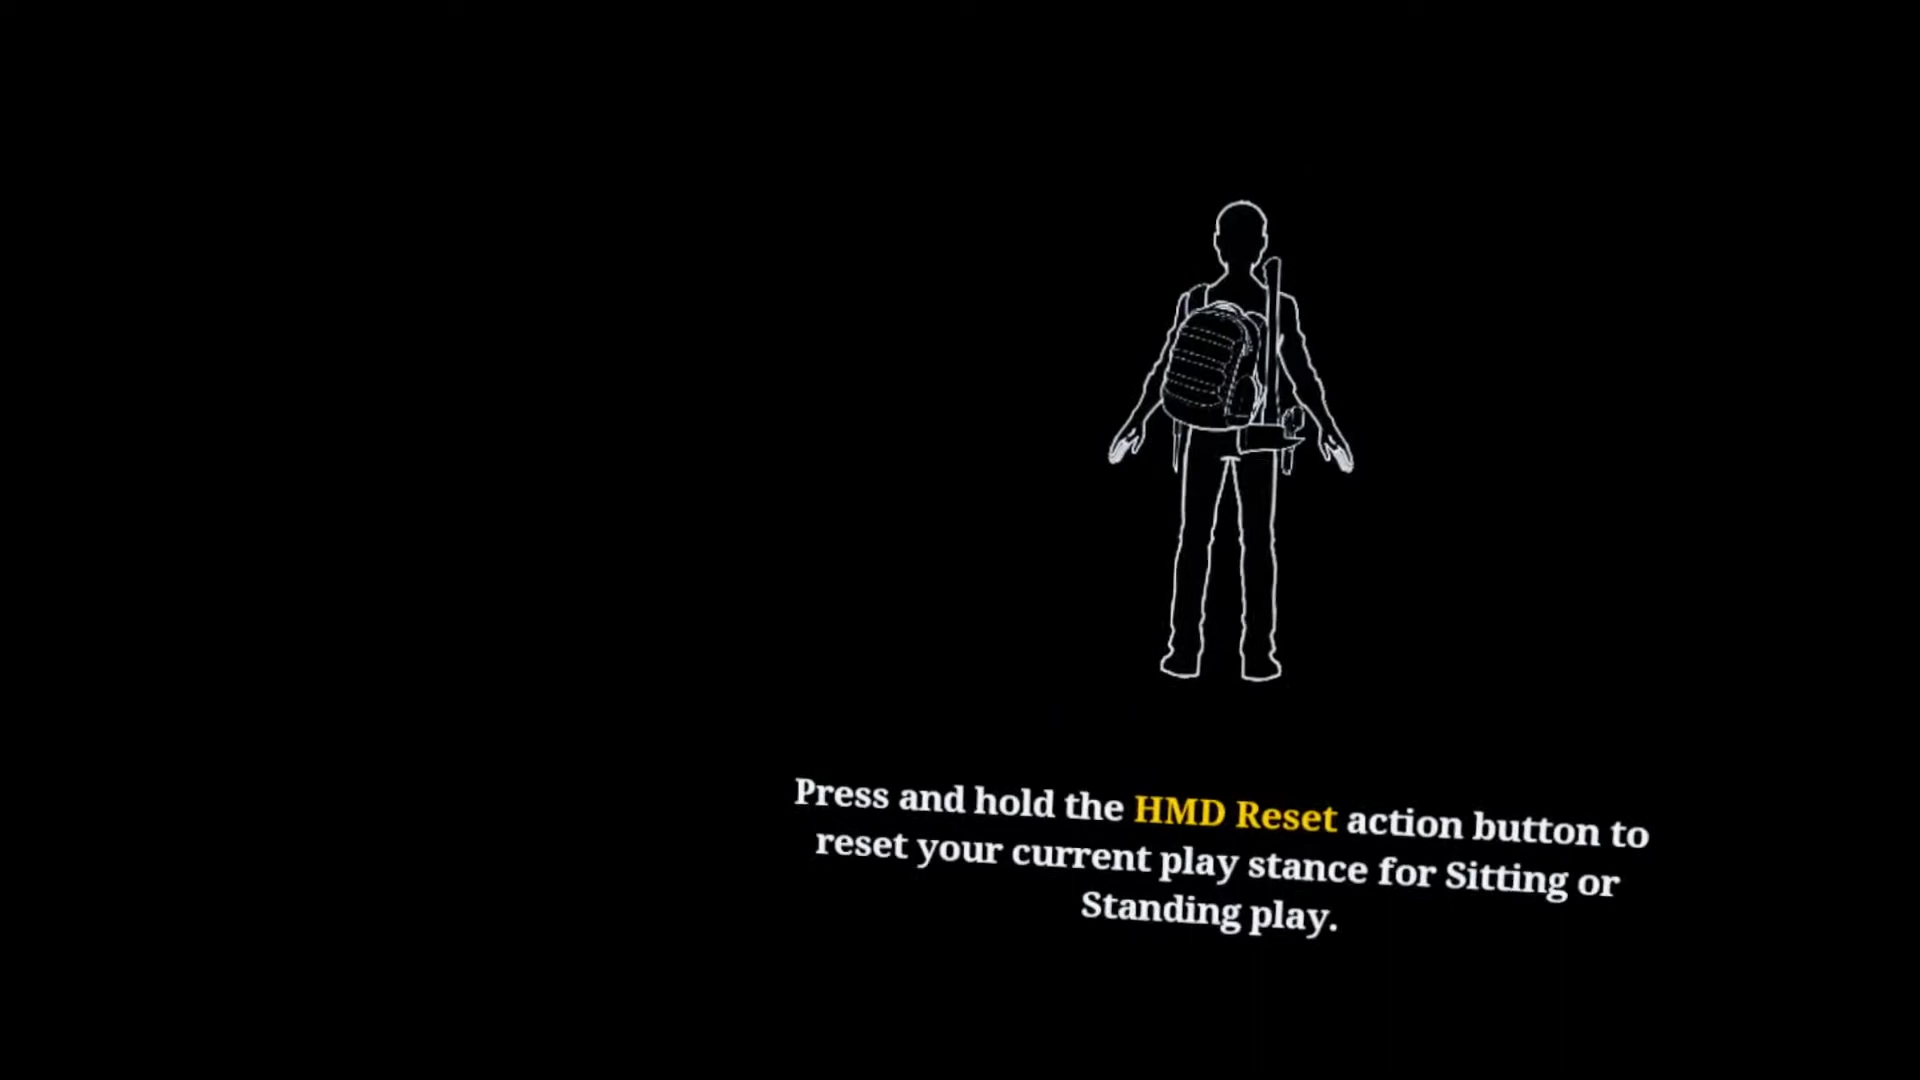 Press and hold the HMD Reset action button to
reset your current play stance for Sitting or
Standing play.